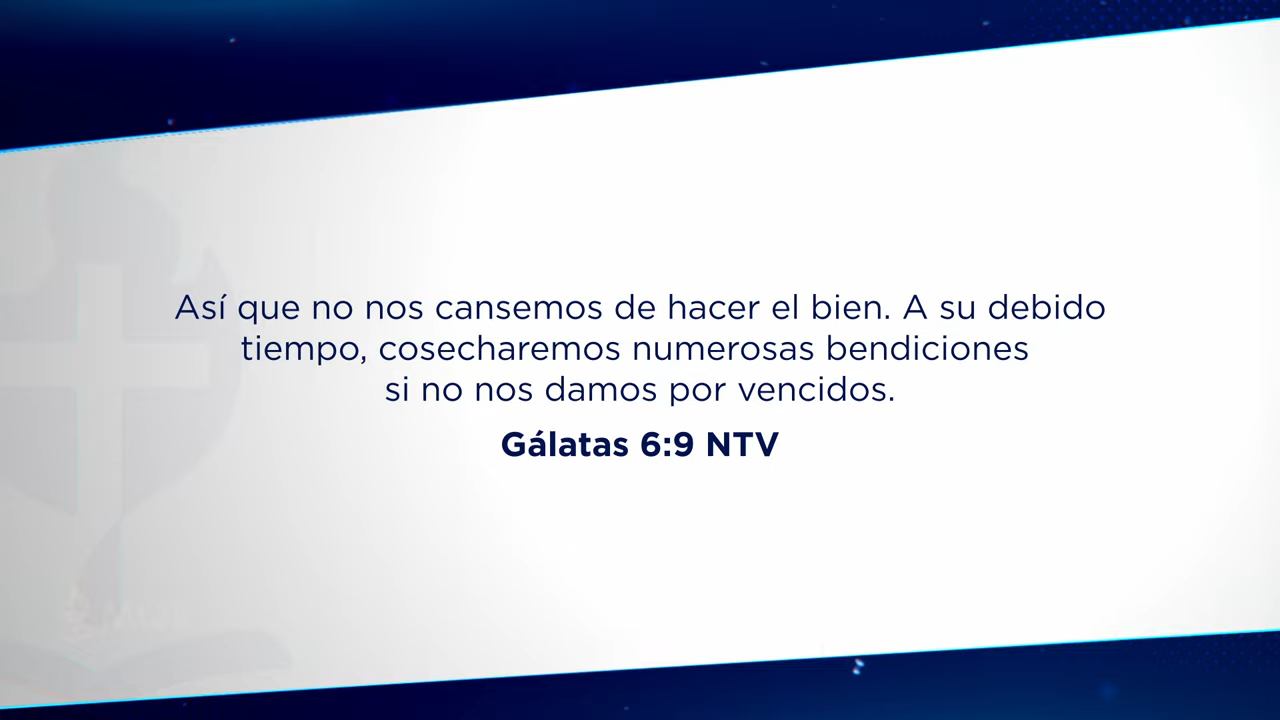 Así que no nos cansemos de hacer el bien. A su debido
tiempo, cosecharemos numerosas bendiciones
si no nos damos por vencidos.
Gálatas 6:9 NTV